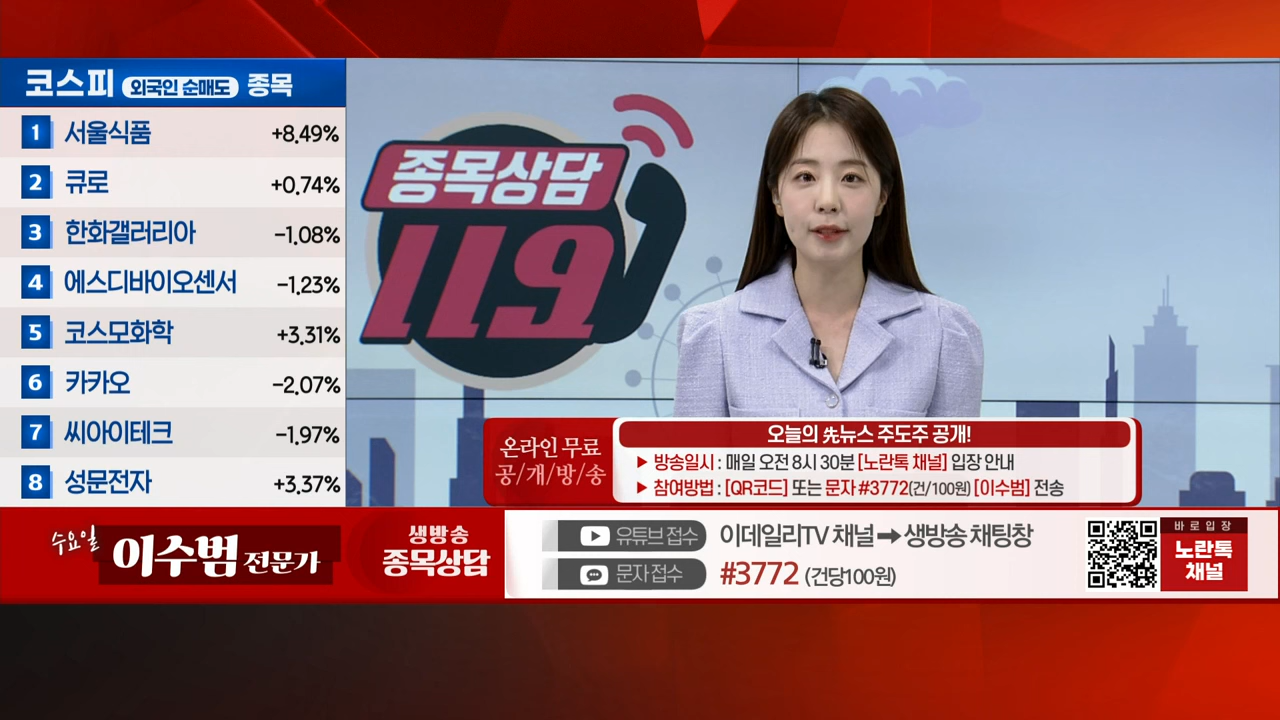 코스피 외국인 순매도 종목
1 서울식품 +8.49%
2 큐로 +0.74%
3 한화갤러리아 -1.08%
4 에스디바이오센서 -1.23%
5 코스모화학 +3.31%
6 카카오 -2.07%
7 씨아이테크 -1.97%
8 성문전자 +3.37%
종목상담
119
온라인 무료
공/개/방/송
오늘의 先뉴스 주도주 공개!
▶ 방송일시 : 매일 오전 8시 30분 [노란톡 채널] 입장 안내
▶ 참여방법 : [QR코드] 또는 문자 #3772(건/100원) [이수범] 전송
수요일 이수범 전문가
생방송
종목상담
유튜브 접수 이데일리TV 채널 ➡ 생방송 채팅창
문자 접수 #3772 (건당100원)
바로입장
노란톡
채널